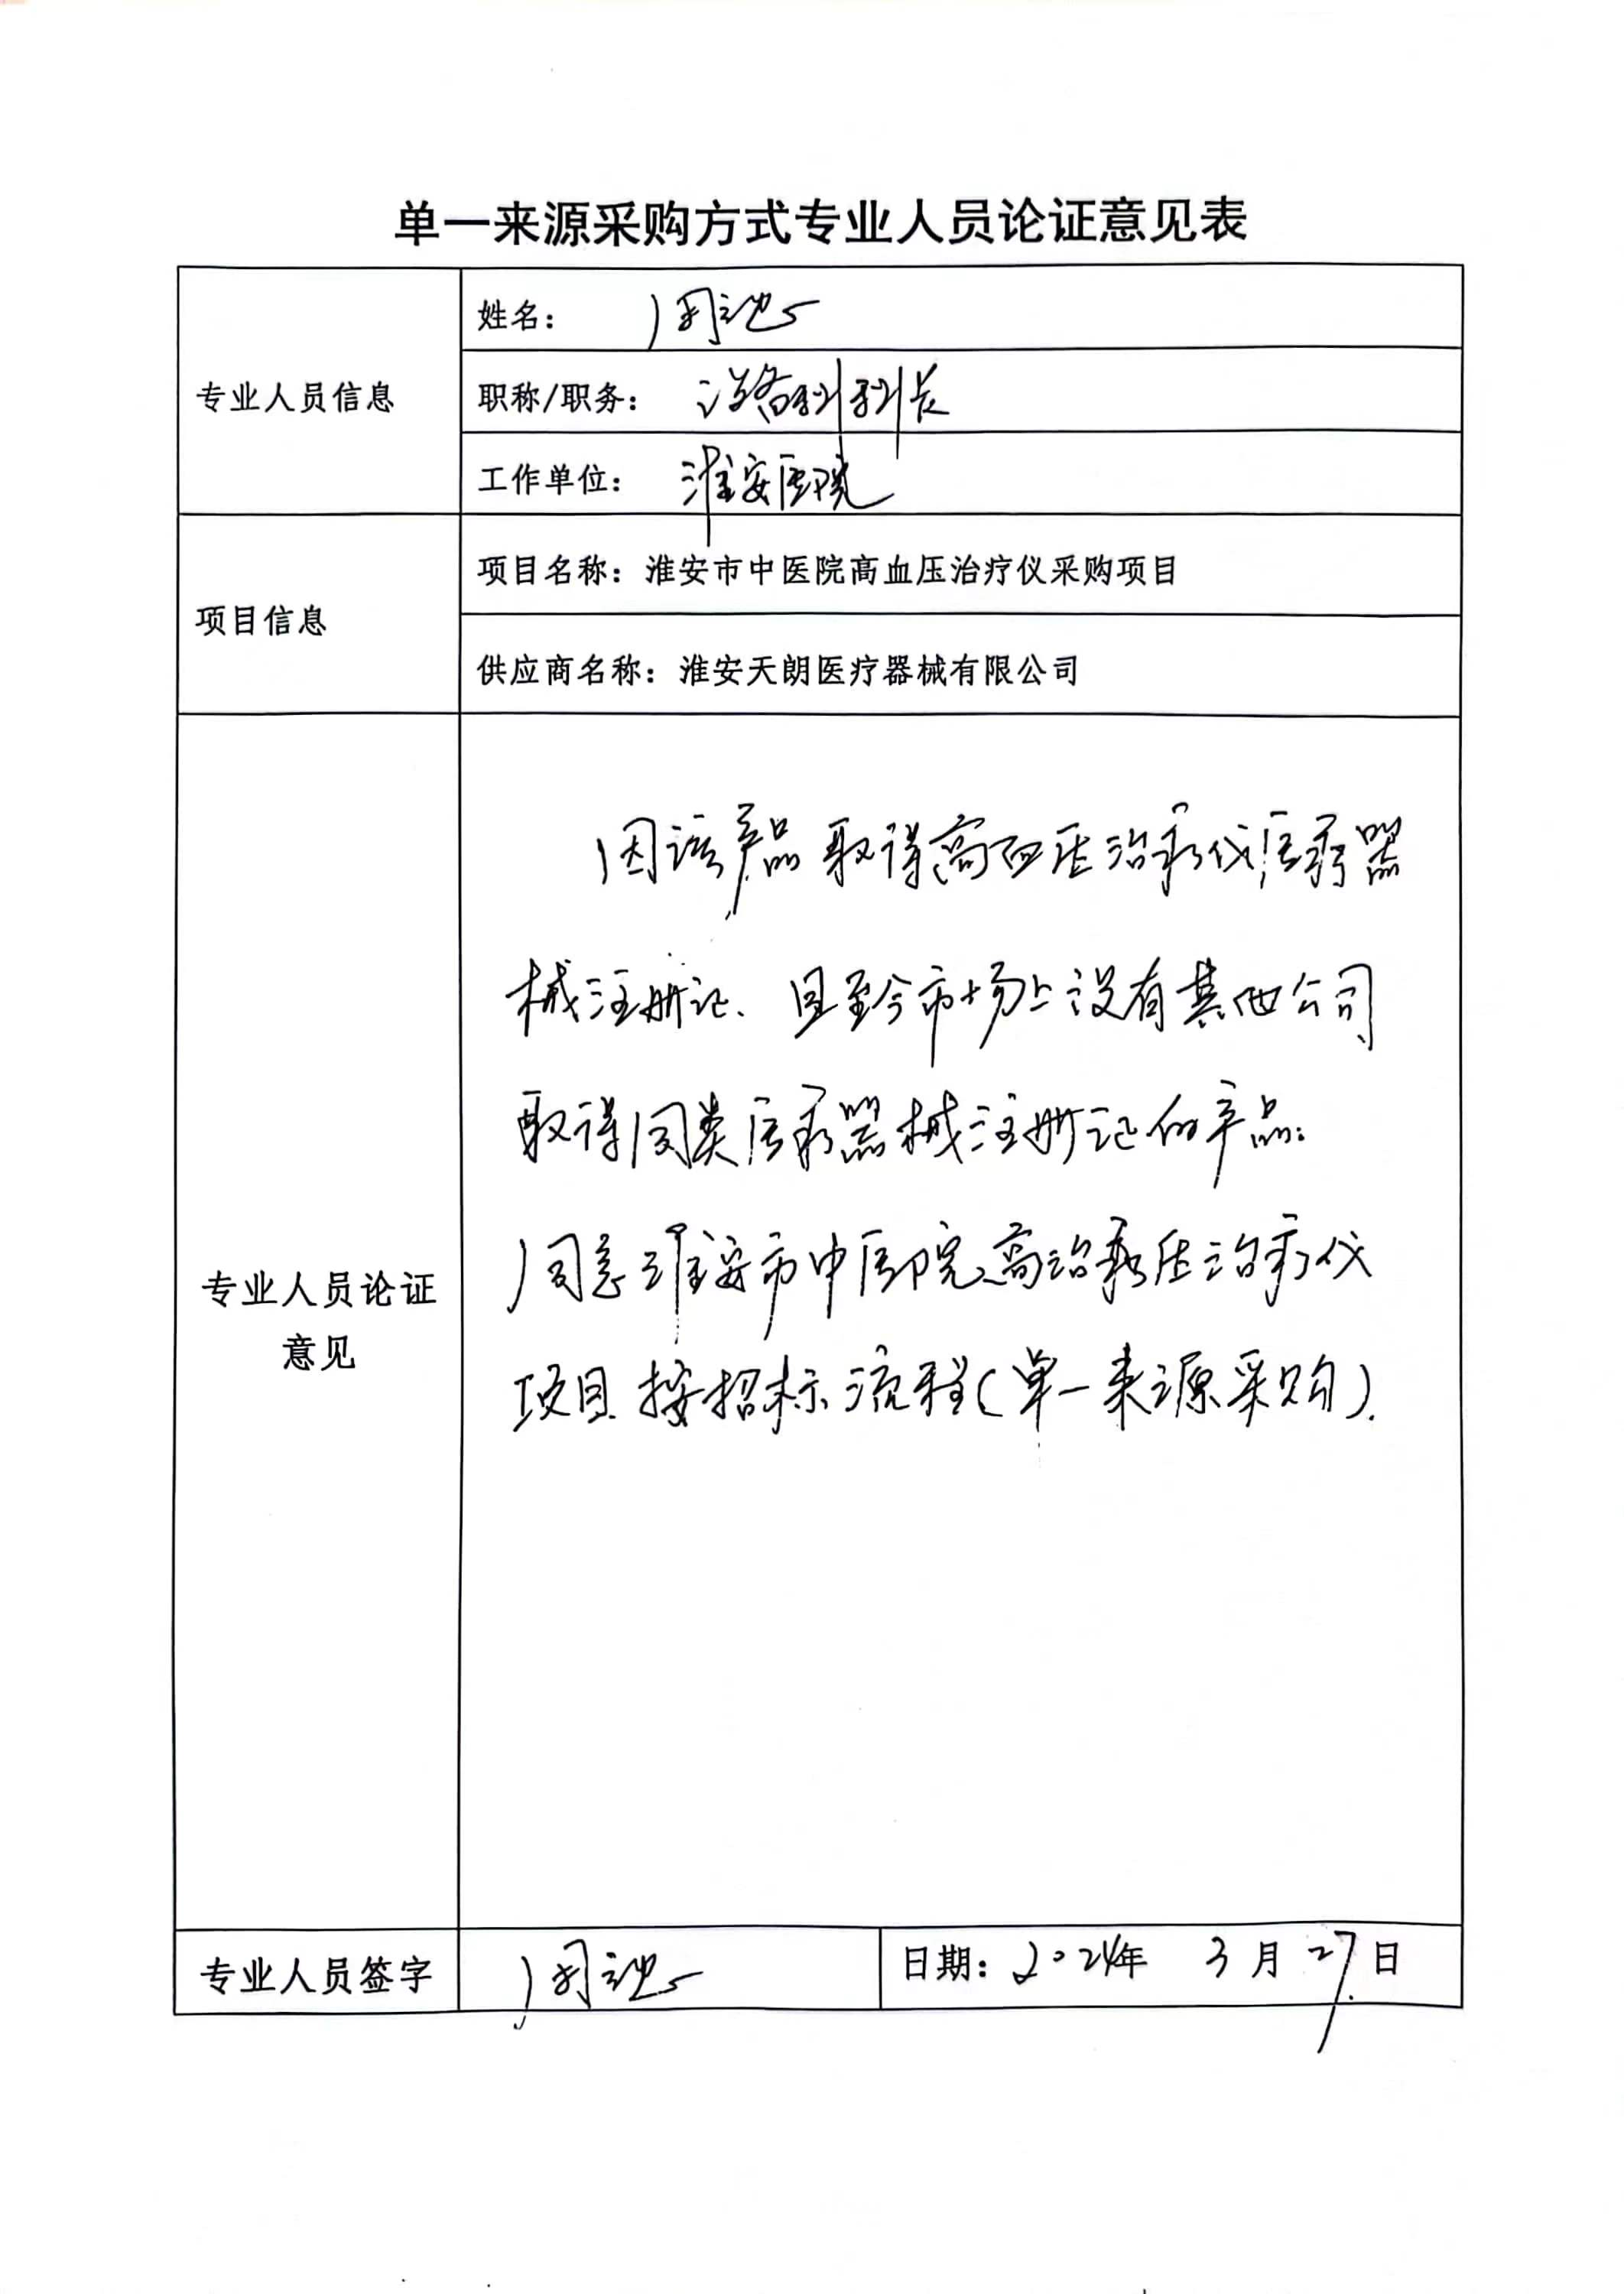 单一来源采购方式专业人员论证意见表
专业人员信息
姓名：周
职称/职务：设备科科长
工作单位：淮安医院
项目信息
项目名称：淮安市中医院高血压治疗仪采购项目
供应商名称：淮安天朗医疗器械有限公司
专业人员论证
意见
因该产品取得高血压治疗仪医疗器
械注册证、且至今市场上没有其他公司
取得同类医疗器械注册证的产品.
同意淮安市中医院高治疗压治疗仪
项目按招标流程(单一来源采购).
专业人员签字
周
日期：2024年 3月27日